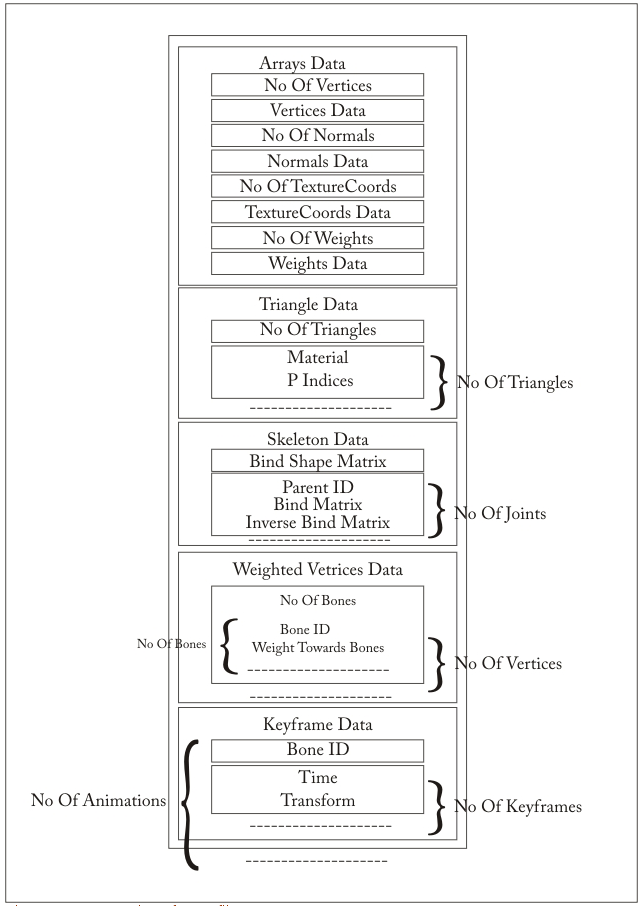 Arrays Data
No Of Vertices
Vertices Data
No Of Normals
Normals Data
No Of TextureCoords
TextureCoords Data
No Of Weights
Weights Data
Triangle Data
No Of Triangles
Material
P Indices
No Of Triangles
Skeleton Data
Bind Shape Matrix
Parent ID
Bind Matrix
Inverse Bind Matrix
No Of Joints
Weighted Vetrices Data
No Of Bones
No Of Bones
Bone ID
Weight Towards Bones
No Of Vertices
Keyframe Data
Bone ID
Time
Transform
No Of Animations
No Of Keyframes